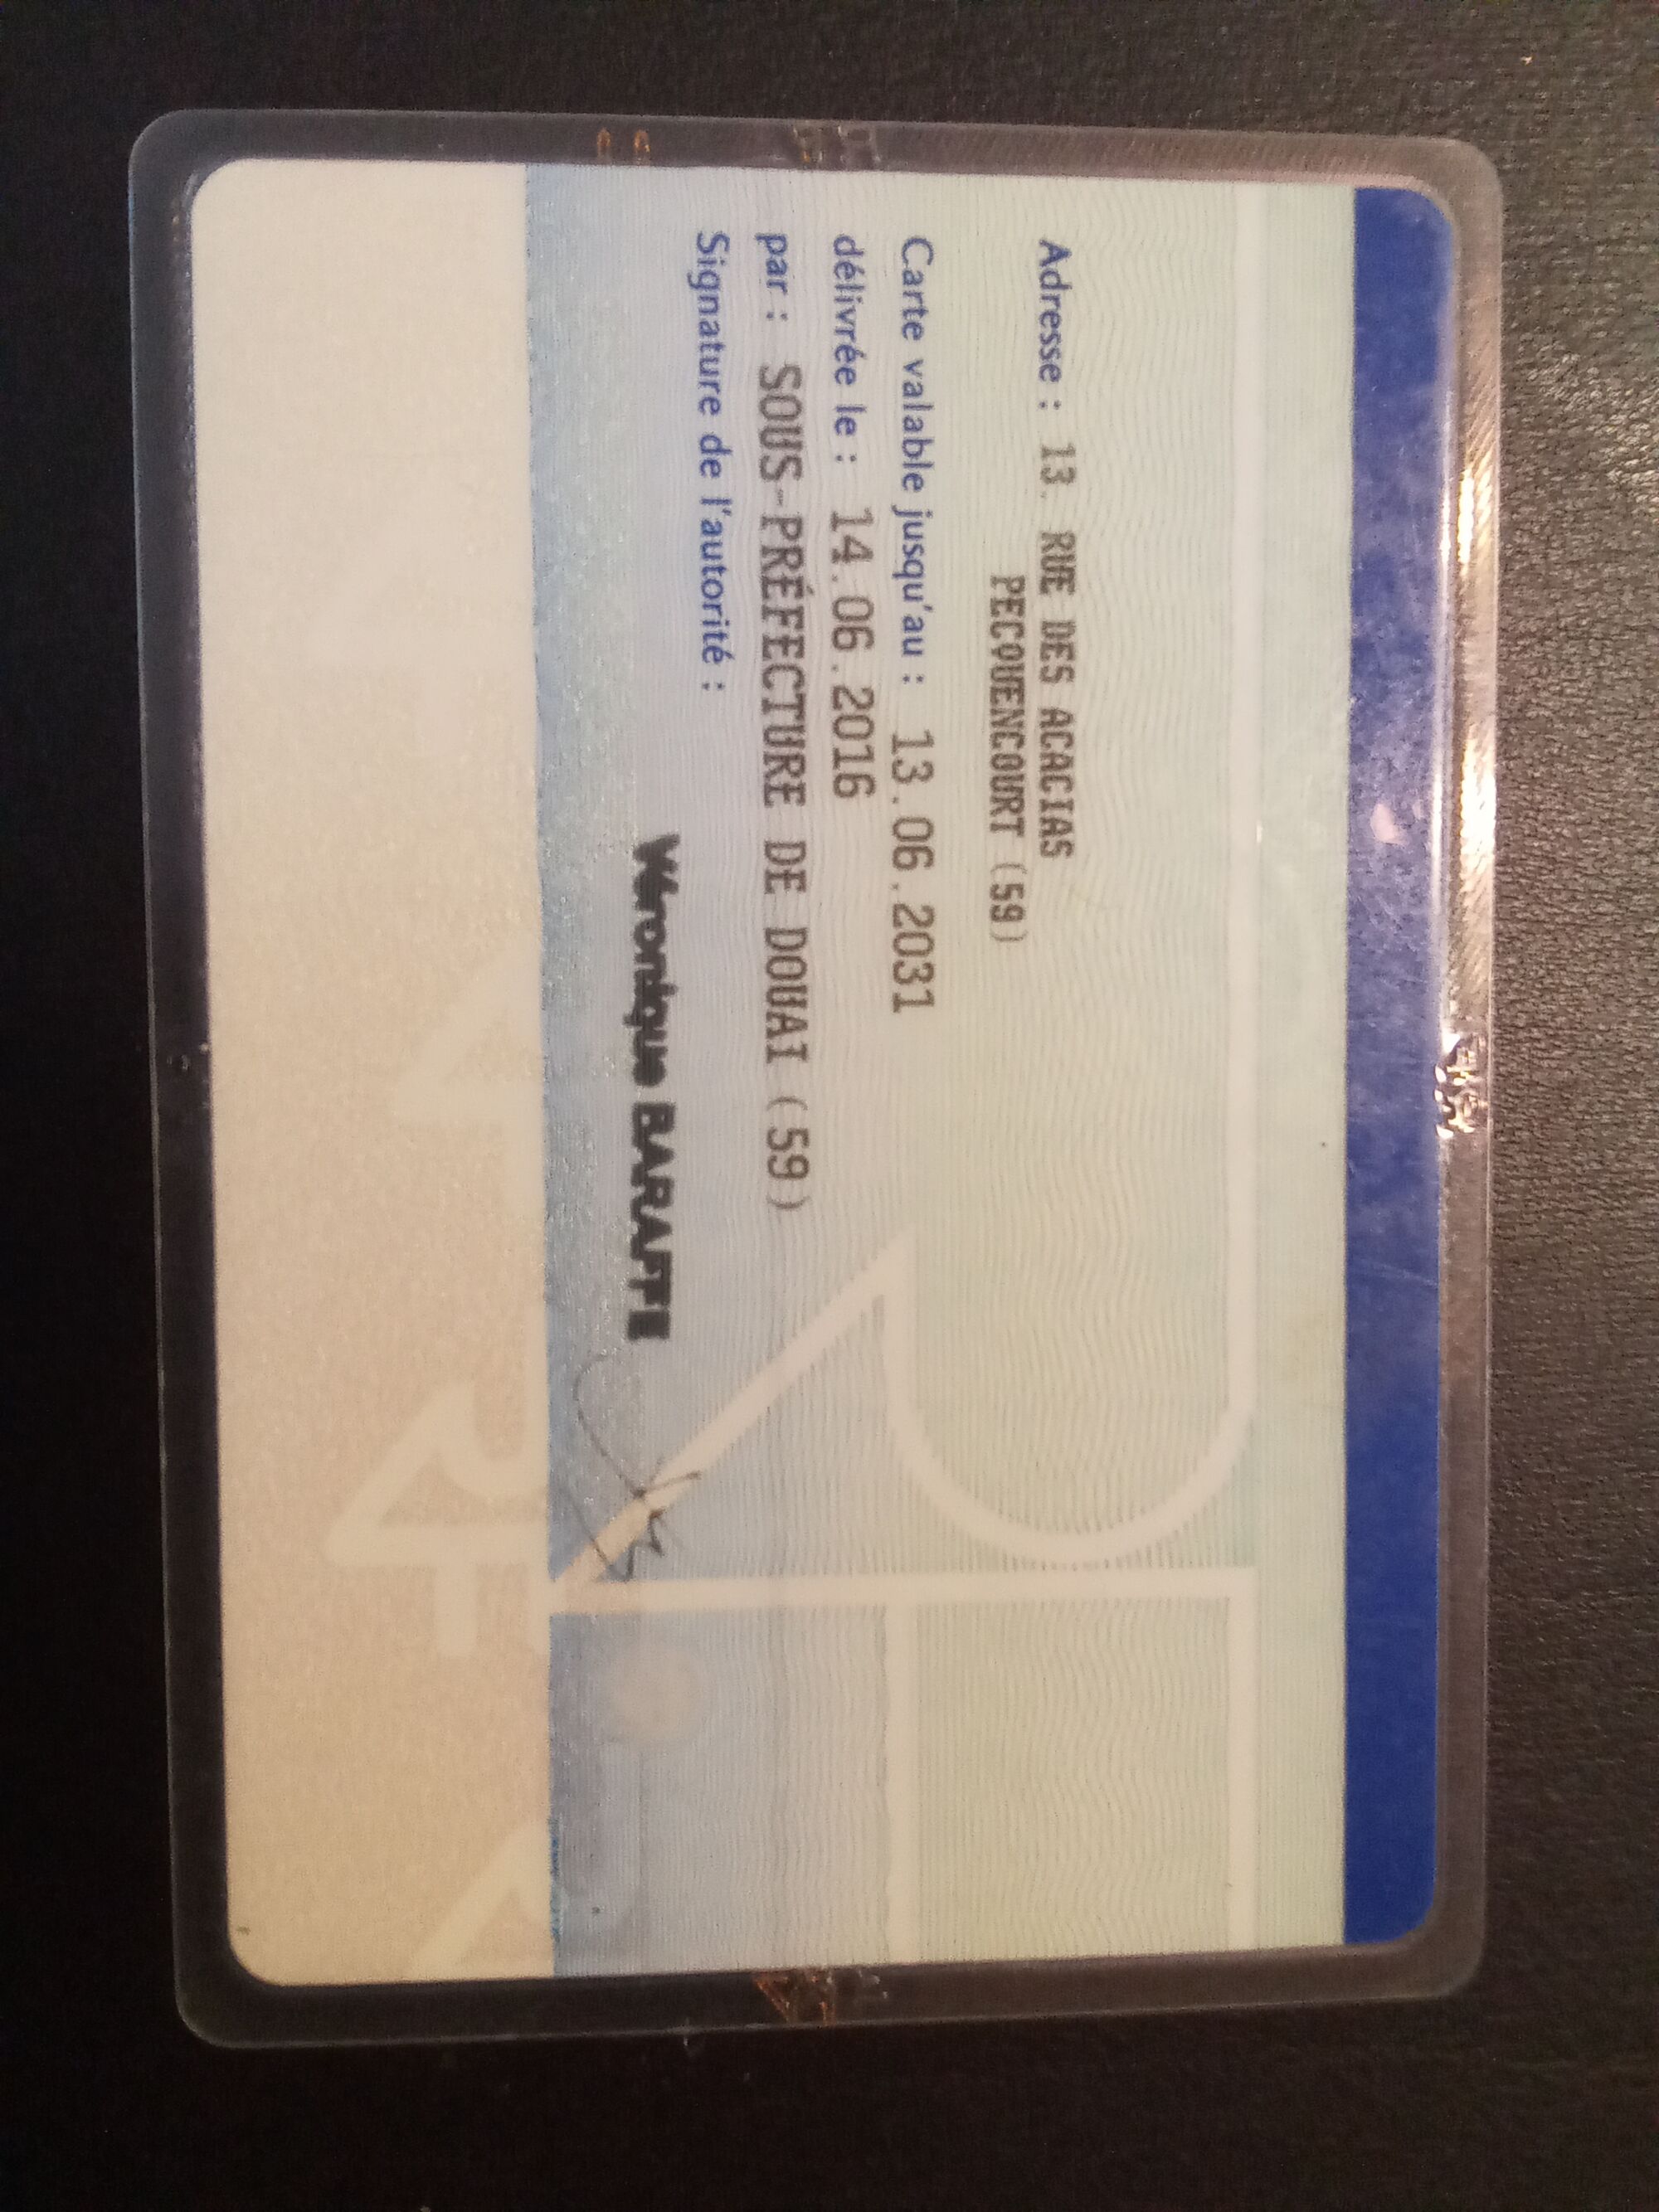 Adresse : 13. RUE DES ACACIAS
PECQUENCOURT (59)
Carte valable jusqu'au : 13.06.2031
délivrée le : 14.06.2016
par : SOUS-PRÉFECTURE DE DOUAI (59)
Signature de l'autorité :
Véronique BARAFFE